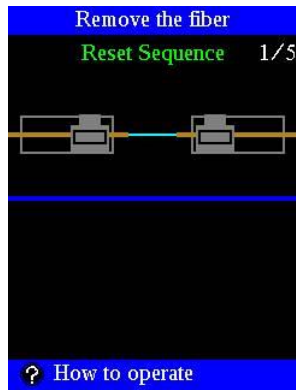 Remove the fiber
Reset Sequence 1/5
? How to operate